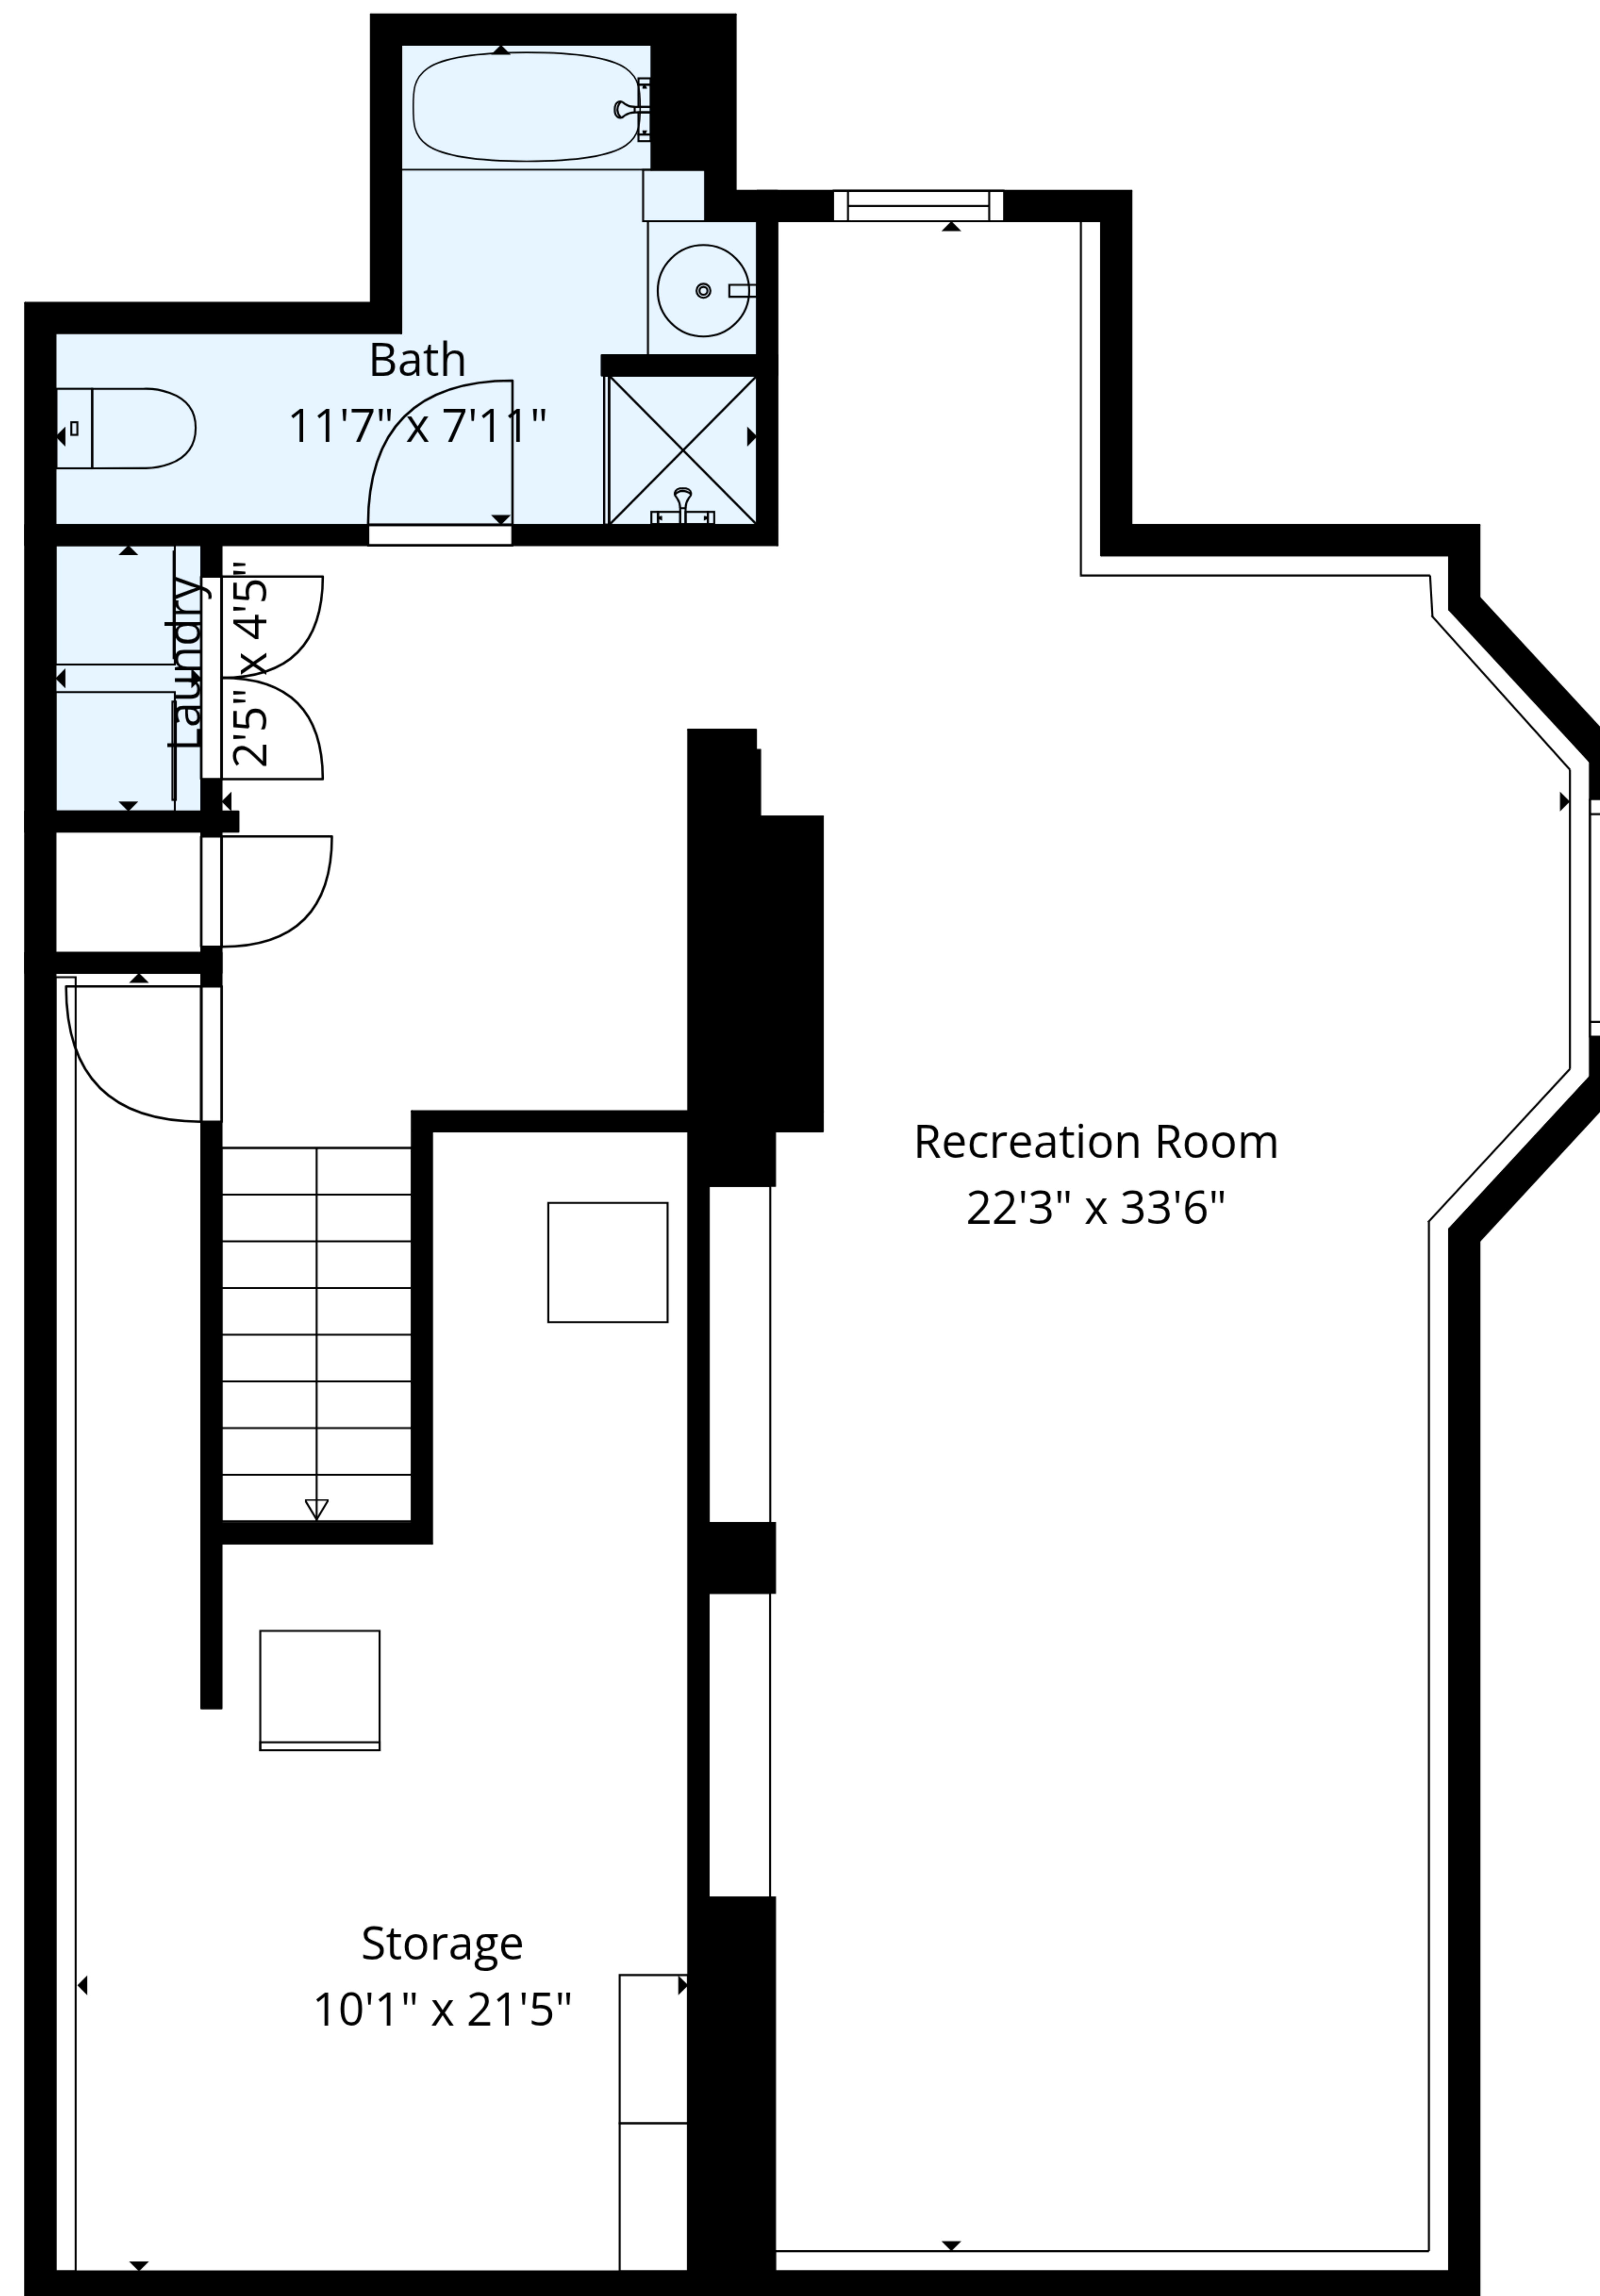 Bath
11'7" x 7'11"
Laundry
2'5" x 4'5"
Recreation Room
22'3" x 33'6"
Storage
10'1" x 21'5"